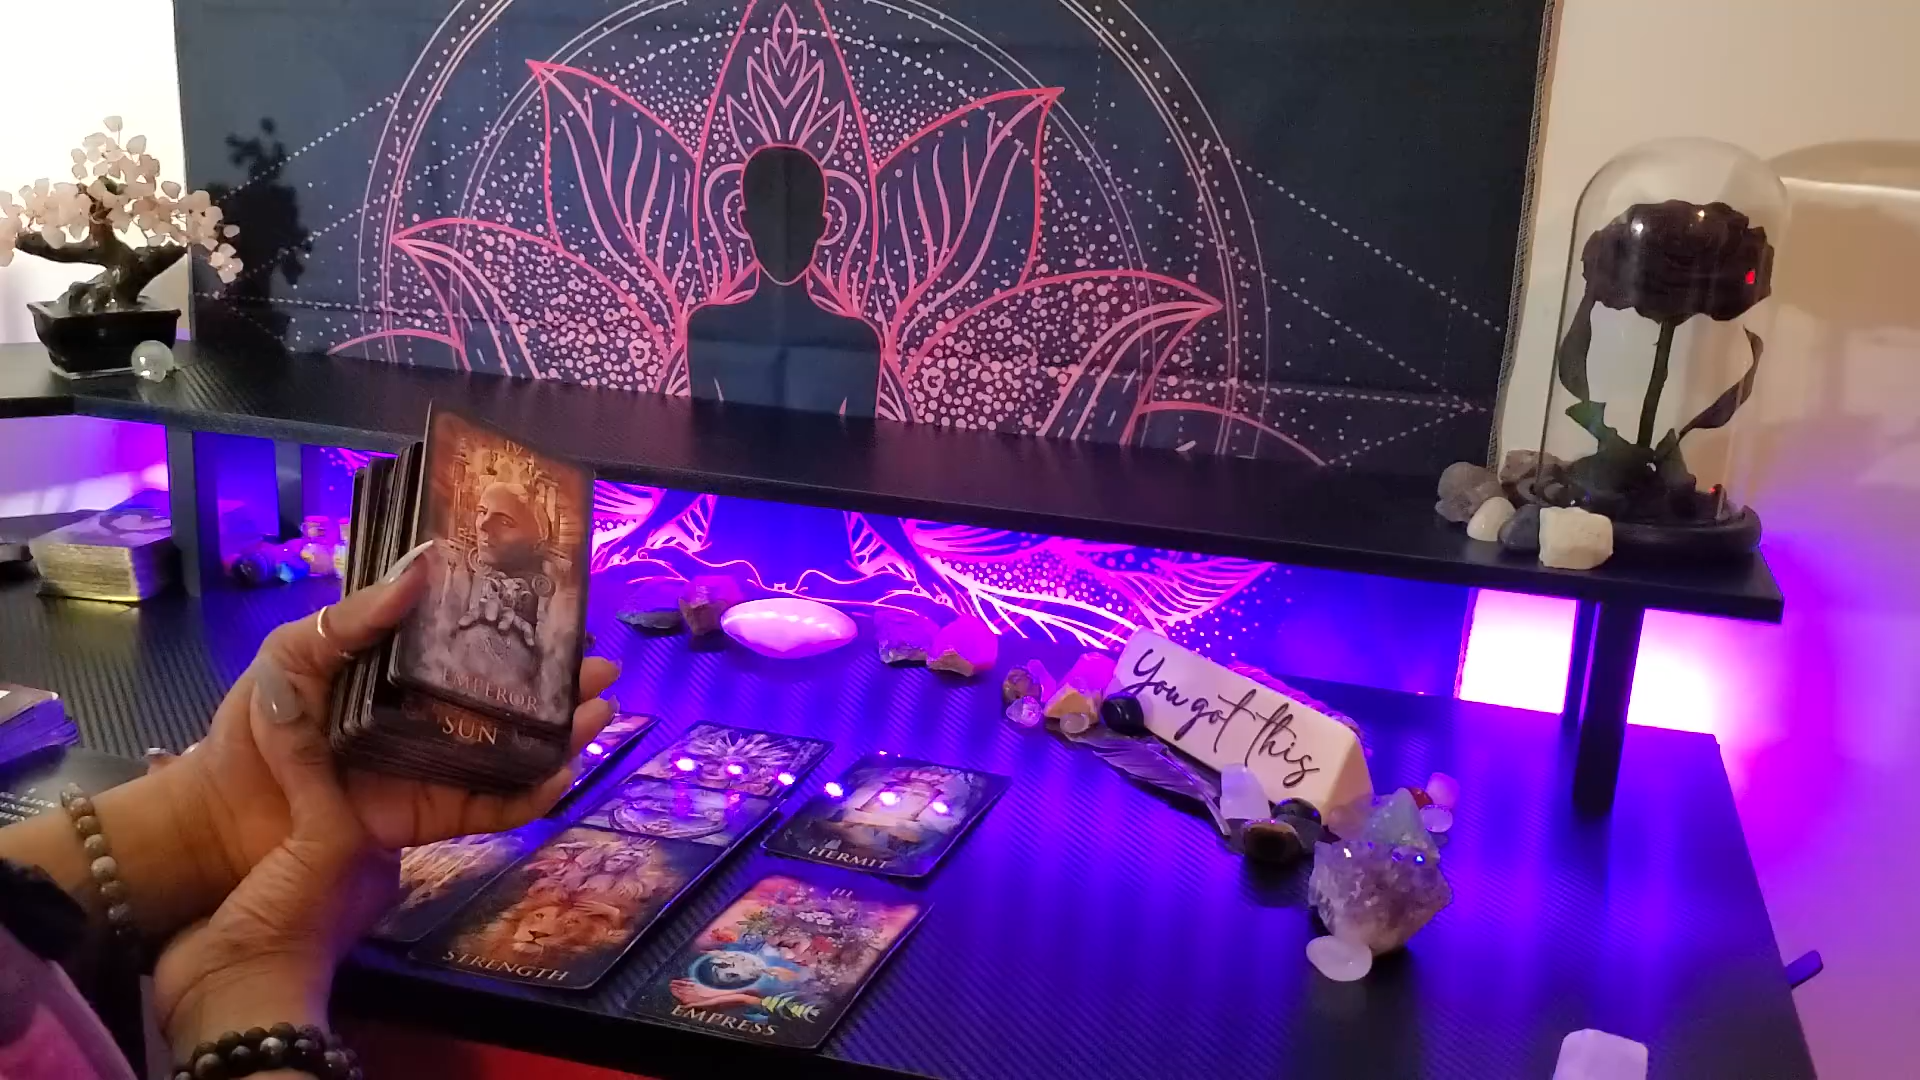 IV
EMPEROR
SUN
You got this
HERMIT
STRENGTH
III
EMPRESS